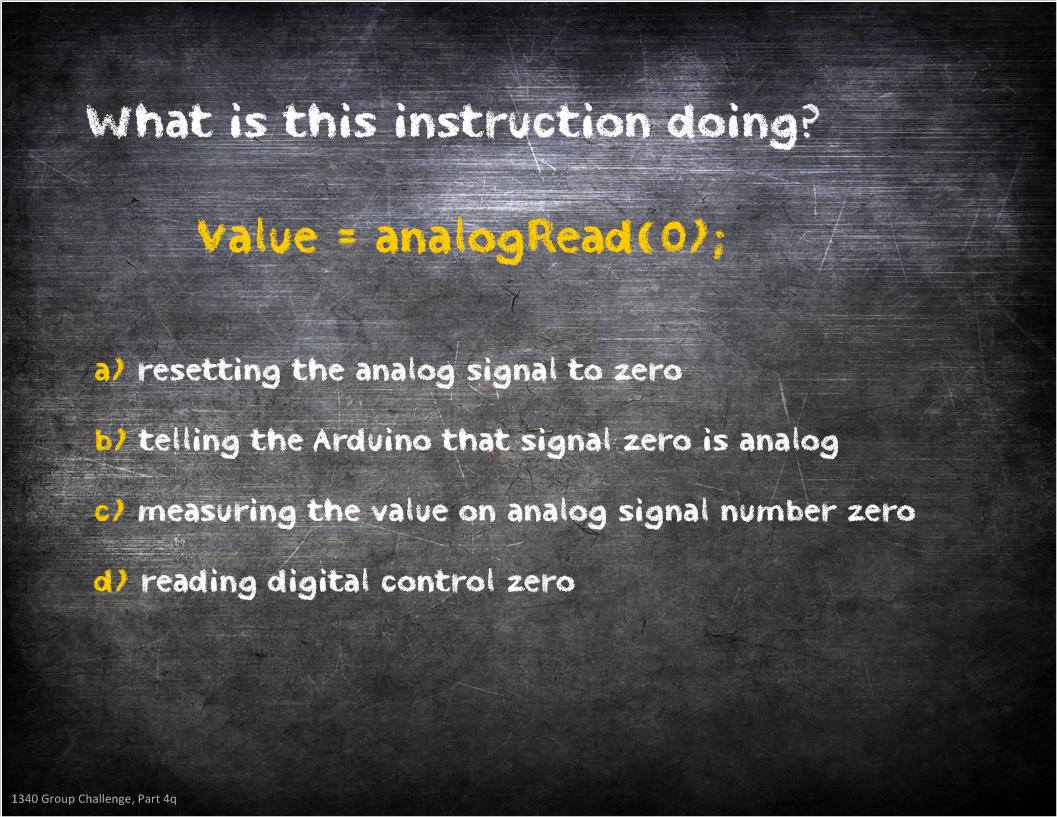 What is this instruction doing?
Value = analogRead(0);
a) resetting the analog signal to zero
b) telling the Arduino that signal zero is analog
c) measuring the value on analog signal number zero
d) reading digital control zero
1340 Group Challenge, Part 4q